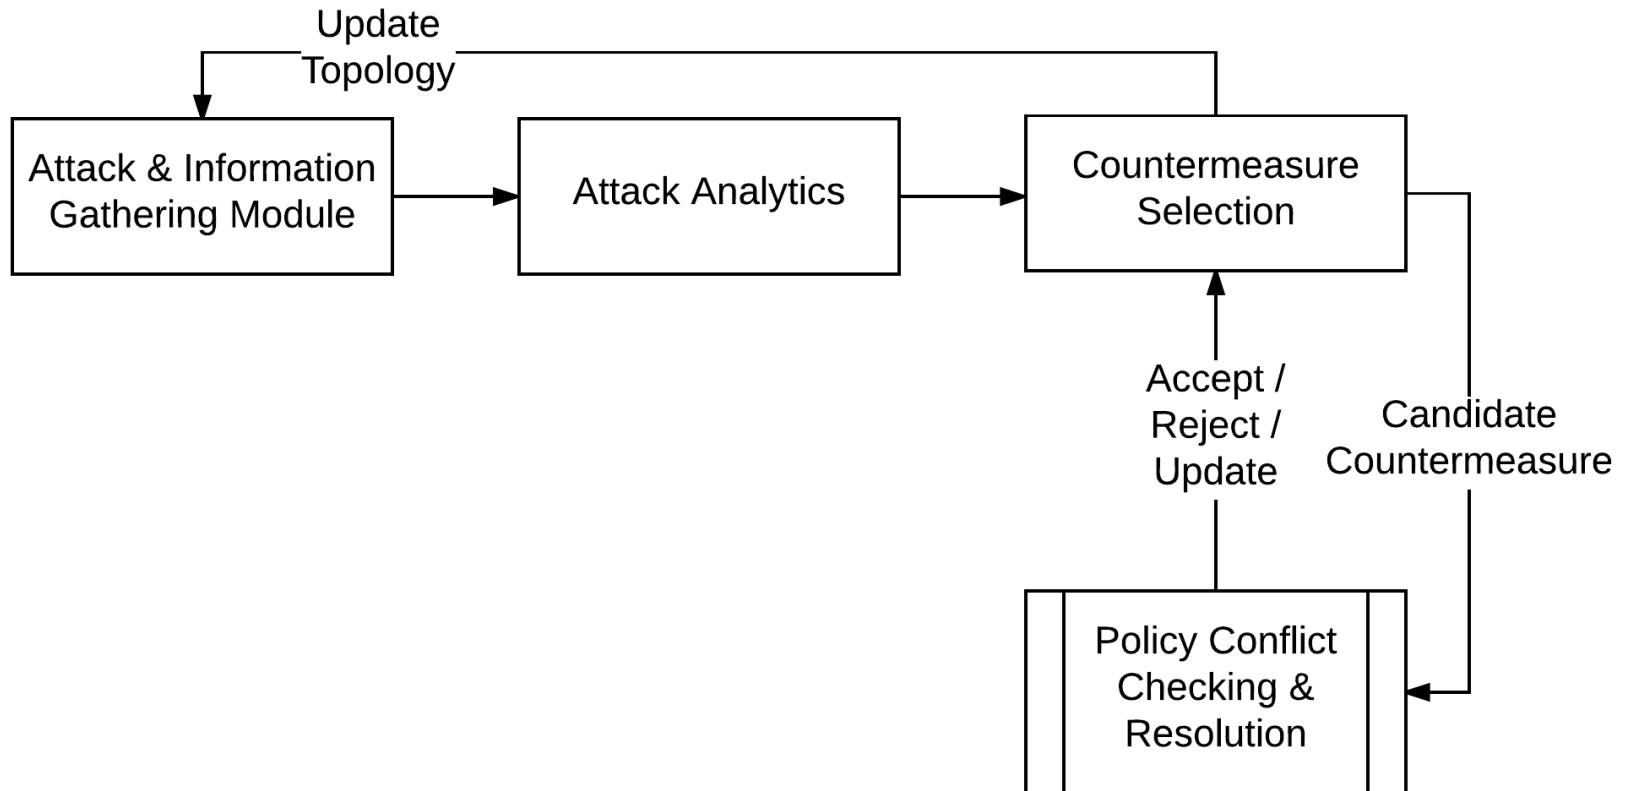 Update
Topology
Attack & Information
Gathering Module
Attack Analytics
Countermeasure
Selection
Accept /
Reject /
Update
Candidate
Countermeasure
Policy Conflict
Checking &
Resolution